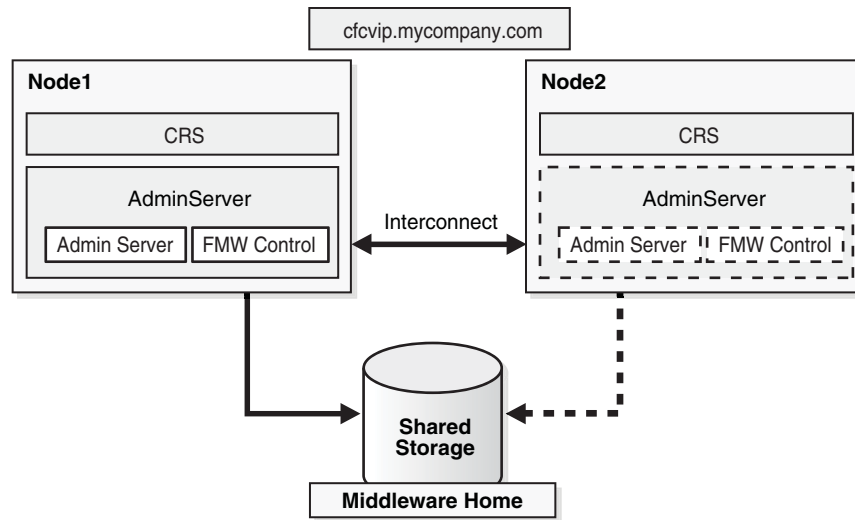 cfcvip.mycompany.com
Node1
CRS
AdminServer
Admin Server
FMW Control
Interconnect
Node2
CRS
AdminServer
Admin Server
FMW Control
Shared
Storage
Middleware Home